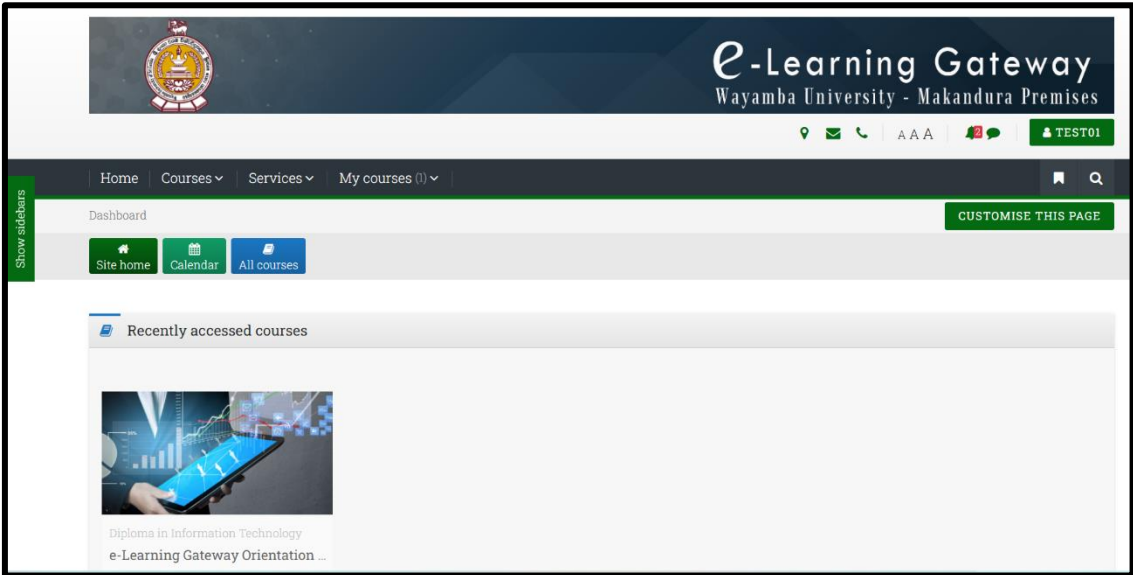 e-Learning Gateway
Wayamba University - Makandura Premises
A A A 2 TEST01
Home Courses Services My courses (1)
Show sidebars
Dashboard CUSTOMISE THIS PAGE
Site home Calendar All courses
Recently accessed courses
Diploma in Information Technology
e-Learning Gateway Orientation ...